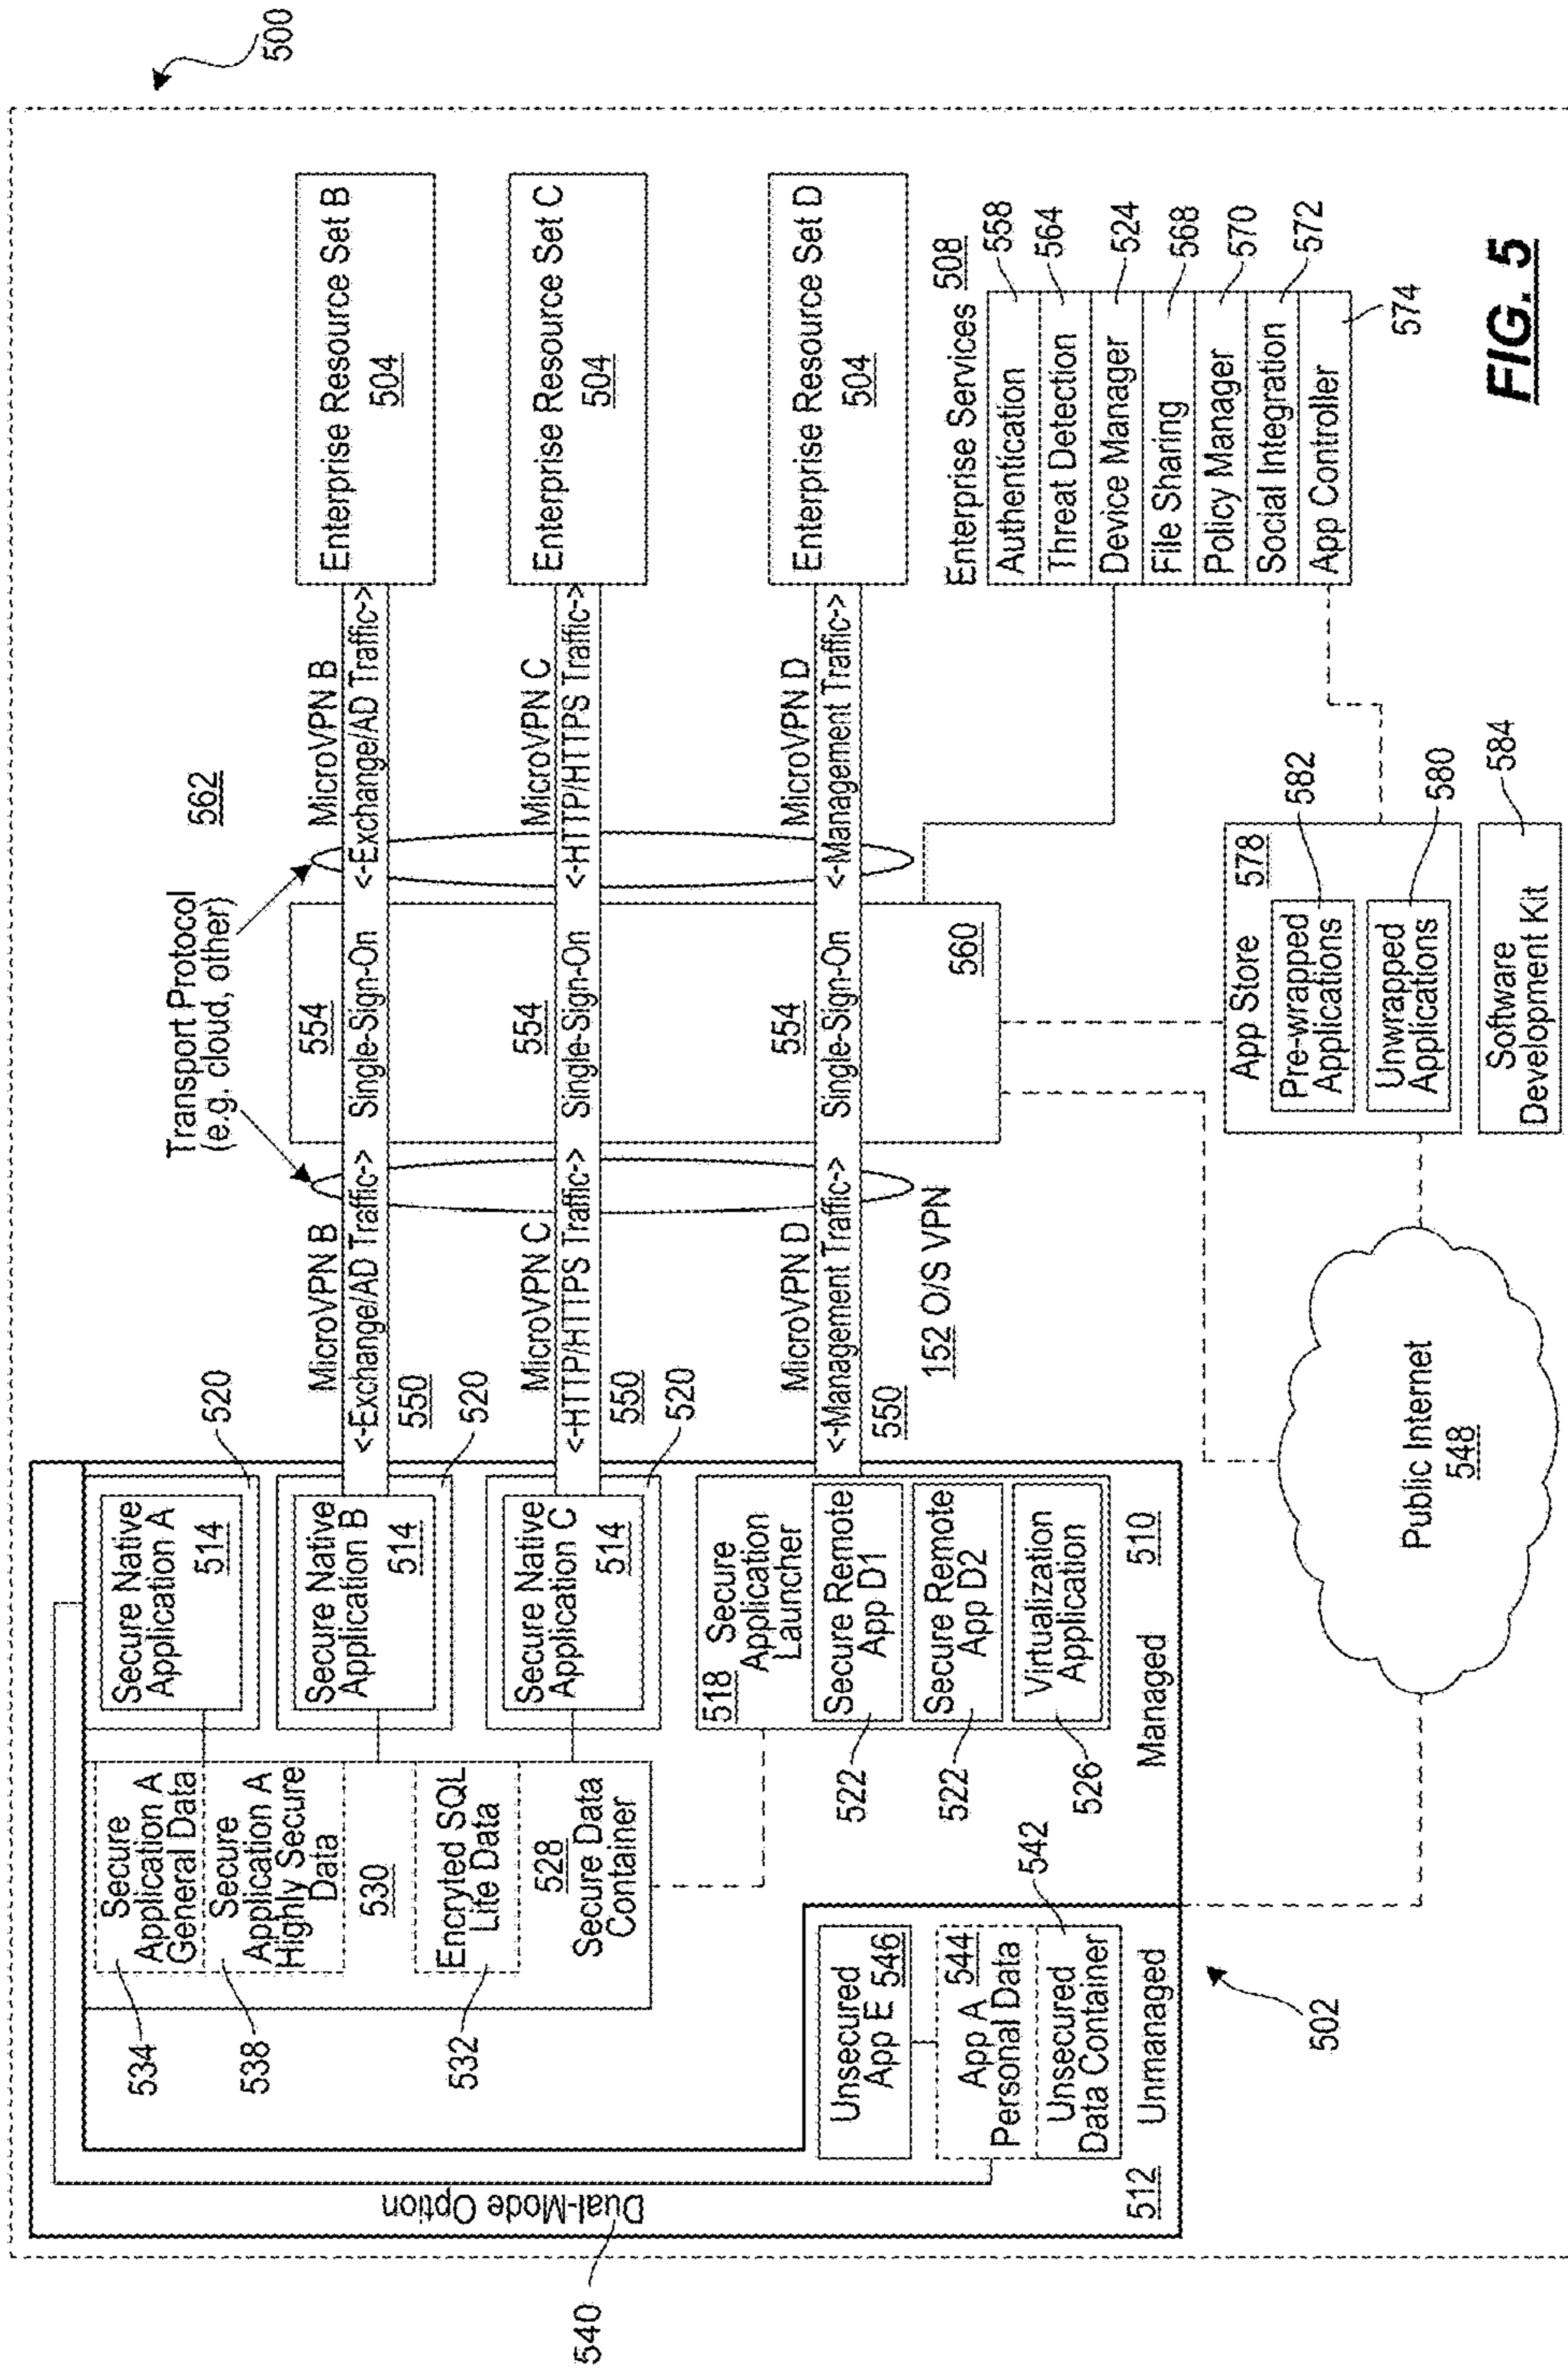 500
Dual-Mode Option
540
534
538
532
Secure
Application A
General Data
Secure
Application A
Highly Secure
Data
530
Encryted SQL
Lite Data
528
Secure Data
Container
Secure Native
Application A
514
520
Secure Native
Application B
514
520
Secure Native
Application C
514
520
518 Secure
Application
Launcher
Secure Remote
App D1
522
Secure Remote
App D2
522
Virtualization
Application
526
Managed
510
Unsecured
App E 546
App A 544
Personal Data
Unsecured
Data Container
542
512
Unmanaged
502
Transport Protocol
(e.g. cloud, other)
562
MicroVPN B
<-Exchange/AD Traffic->
550
554
Single-Sign-On
MicroVPN B
<-Exchange/AD Traffic->
Enterprise Resource Set B
504
MicroVPN C
<-HTTP/HTTPS Traffic->
550
554
Single-Sign-On
MicroVPN C
<-HTTP/HTTPS Traffic->
Enterprise Resource Set C
504
MicroVPN D
<-Management Traffic->
550
554
Single-Sign-On
MicroVPN D
<-Management Traffic->
Enterprise Resource Set D
504
152 O/S VPN
560
Enterprise Services 508
Authentication
558
Threat Detection
564
Device Manager
524
File Sharing
568
Policy Manager
570
Social Integration
572
App Controller
574
Public Internet
548
App Store 578
Pre-wrapped
Applications
582
Unwrapped
Applications
580
Software
Development Kit
584
FIG. 5